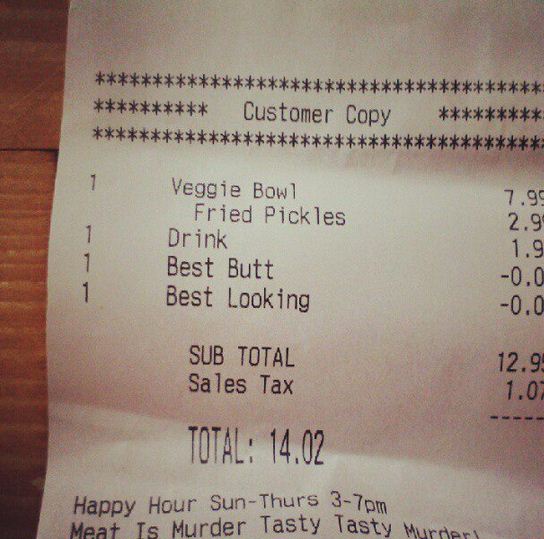 ****************************************
********** Customer Copy **********
****************************************
1 Veggie Bowl 7.99
Fried Pickles 2.9
1 Drink 1.9
1 Best Butt -0.0
1 Best Looking -0.0
SUB TOTAL 12.95
Sales Tax 1.07
------
TOTAL: 14.02
Happy Hour Sun-Thurs 3-7pm
Meat Is Murder Tasty Tasty Murder!